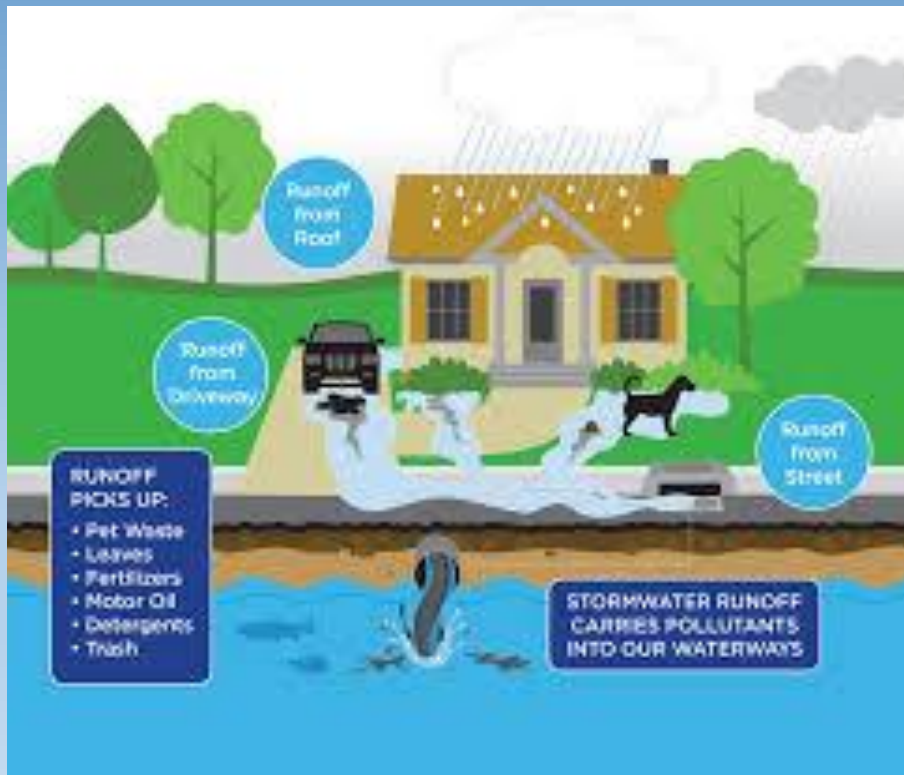 Runoff
from
Roof
Runoff
from
Driveway
Runoff
from
Street
RUNOFF
PICKS UP:
• Pet Waste
• Leaves
• Fertilizers
• Motor Oil
• Detergents
• Trash
STORMWATER RUNOFF
CARRIES POLLUTANTS
INTO OUR WATERWAYS